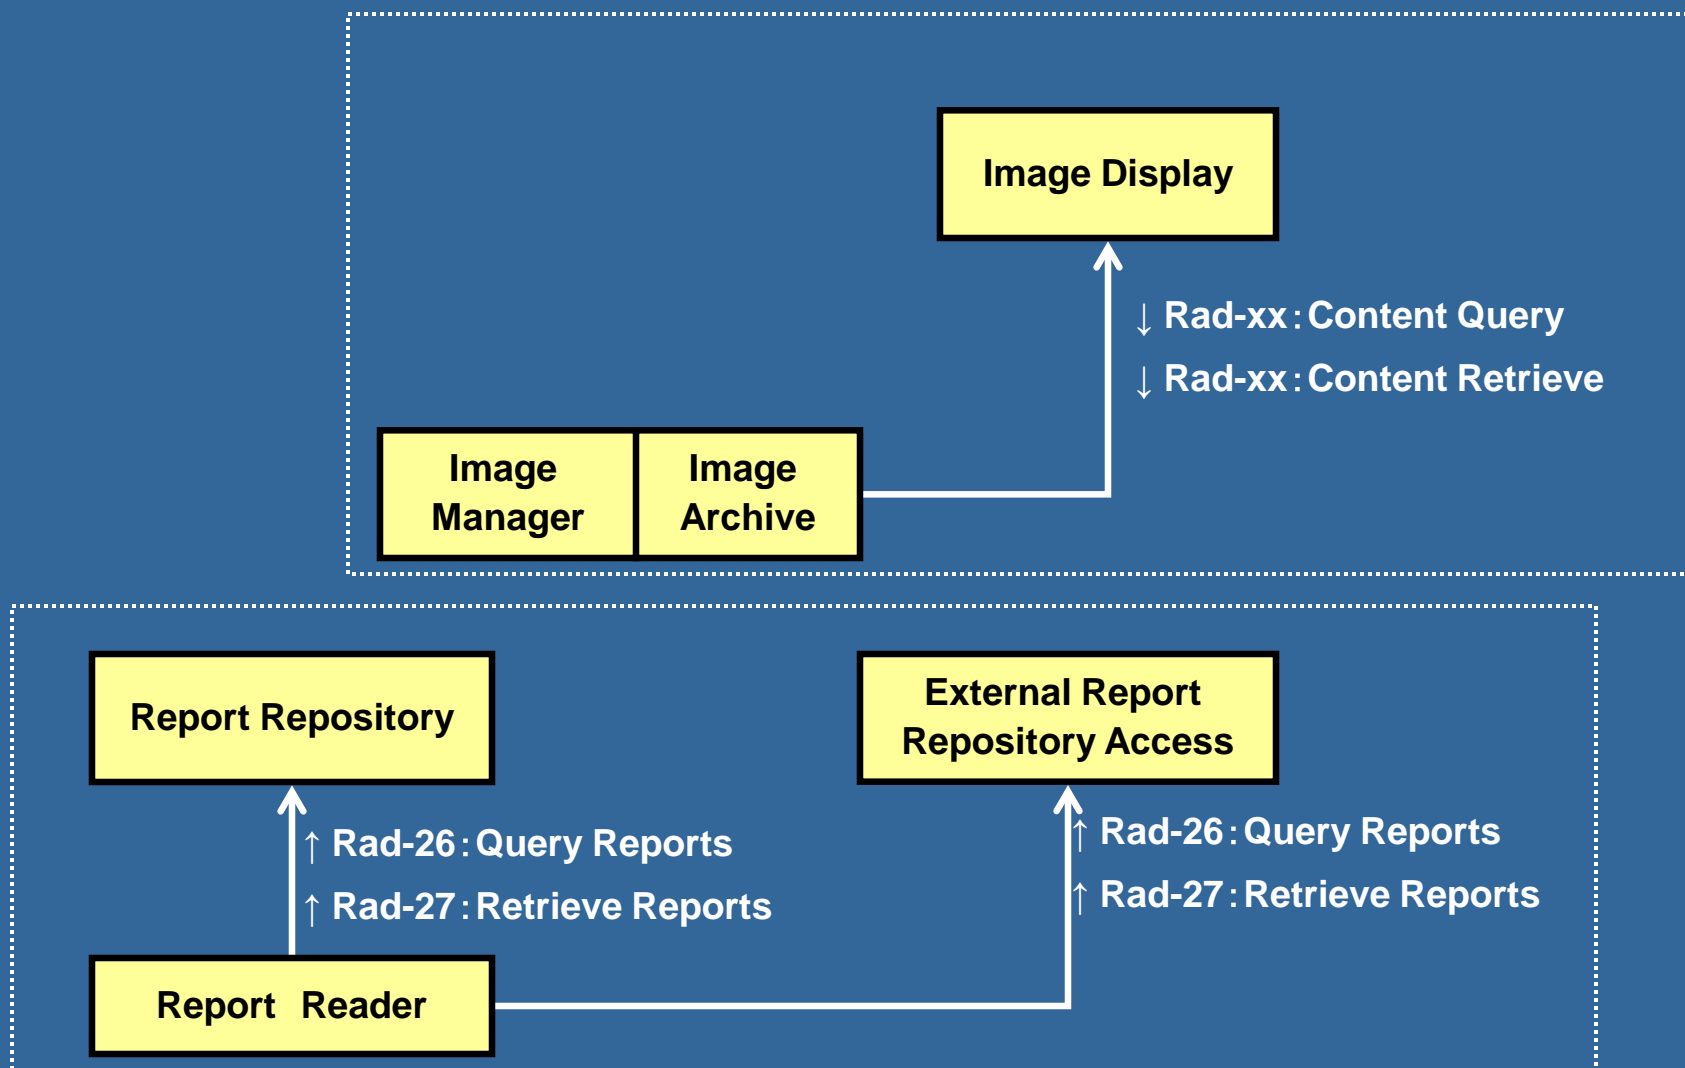 Image Display
↓ Rad-xx:Content Query
↓ Rad-xx:Content Retrieve
Image
Manager
Image
Archive
Report Repository
External Report
Repository Access
↑ Rad-26:Query Reports
↑ Rad-27:Retrieve Reports
↑ Rad-26:Query Reports
↑ Rad-27:Retrieve Reports
Report Reader